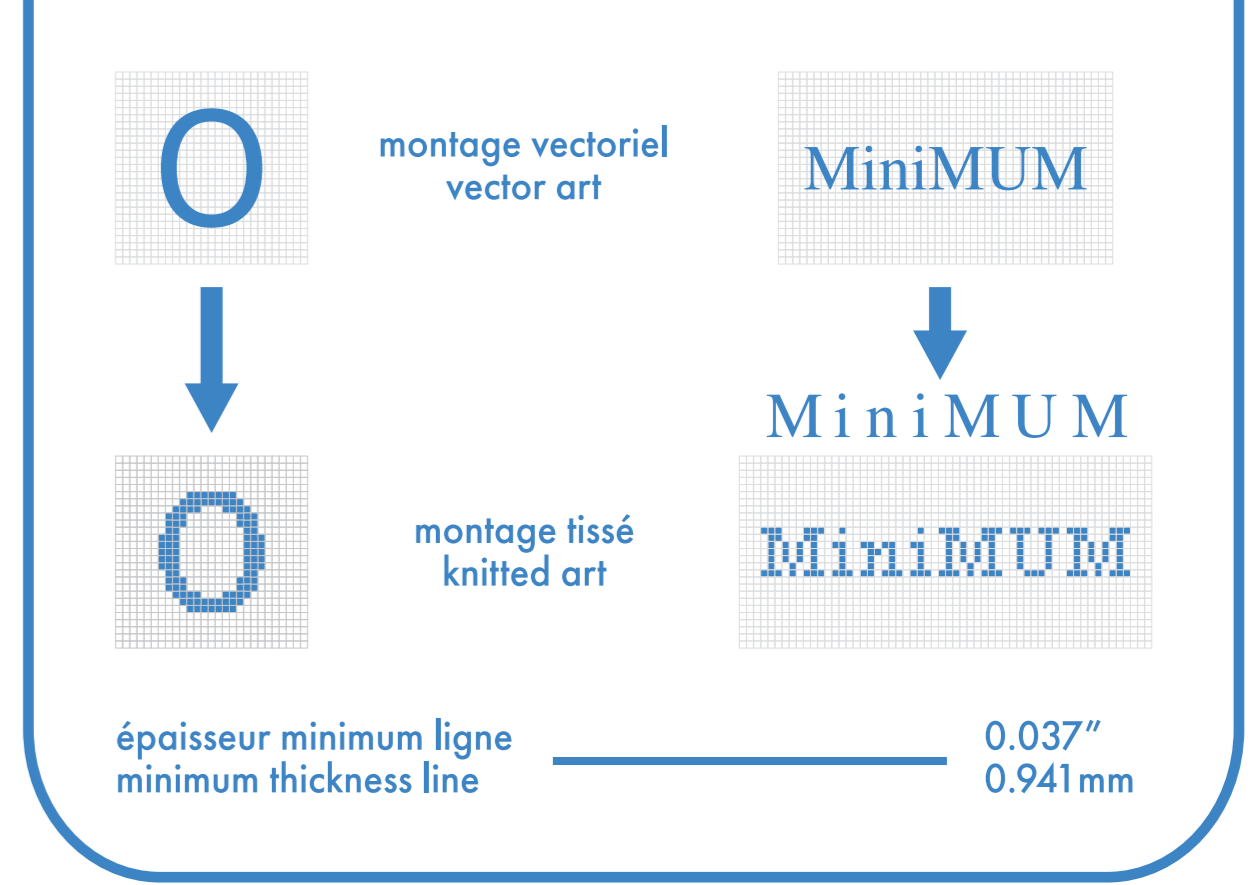 O
montage vectoriel
vector art
MiniMUM
MiniMUM
O
montage tissé
knitted art
MiniMUM
épaisseur minimum ligne
minimum thickness line
0.037″
0.941mm